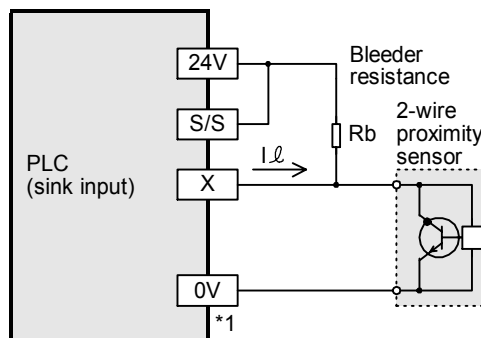 24V
Bleeder
resistance
S/S
2-wire
proximity
sensor
Rb
PLC
(sink input)
Iℓ
X
0V
*1